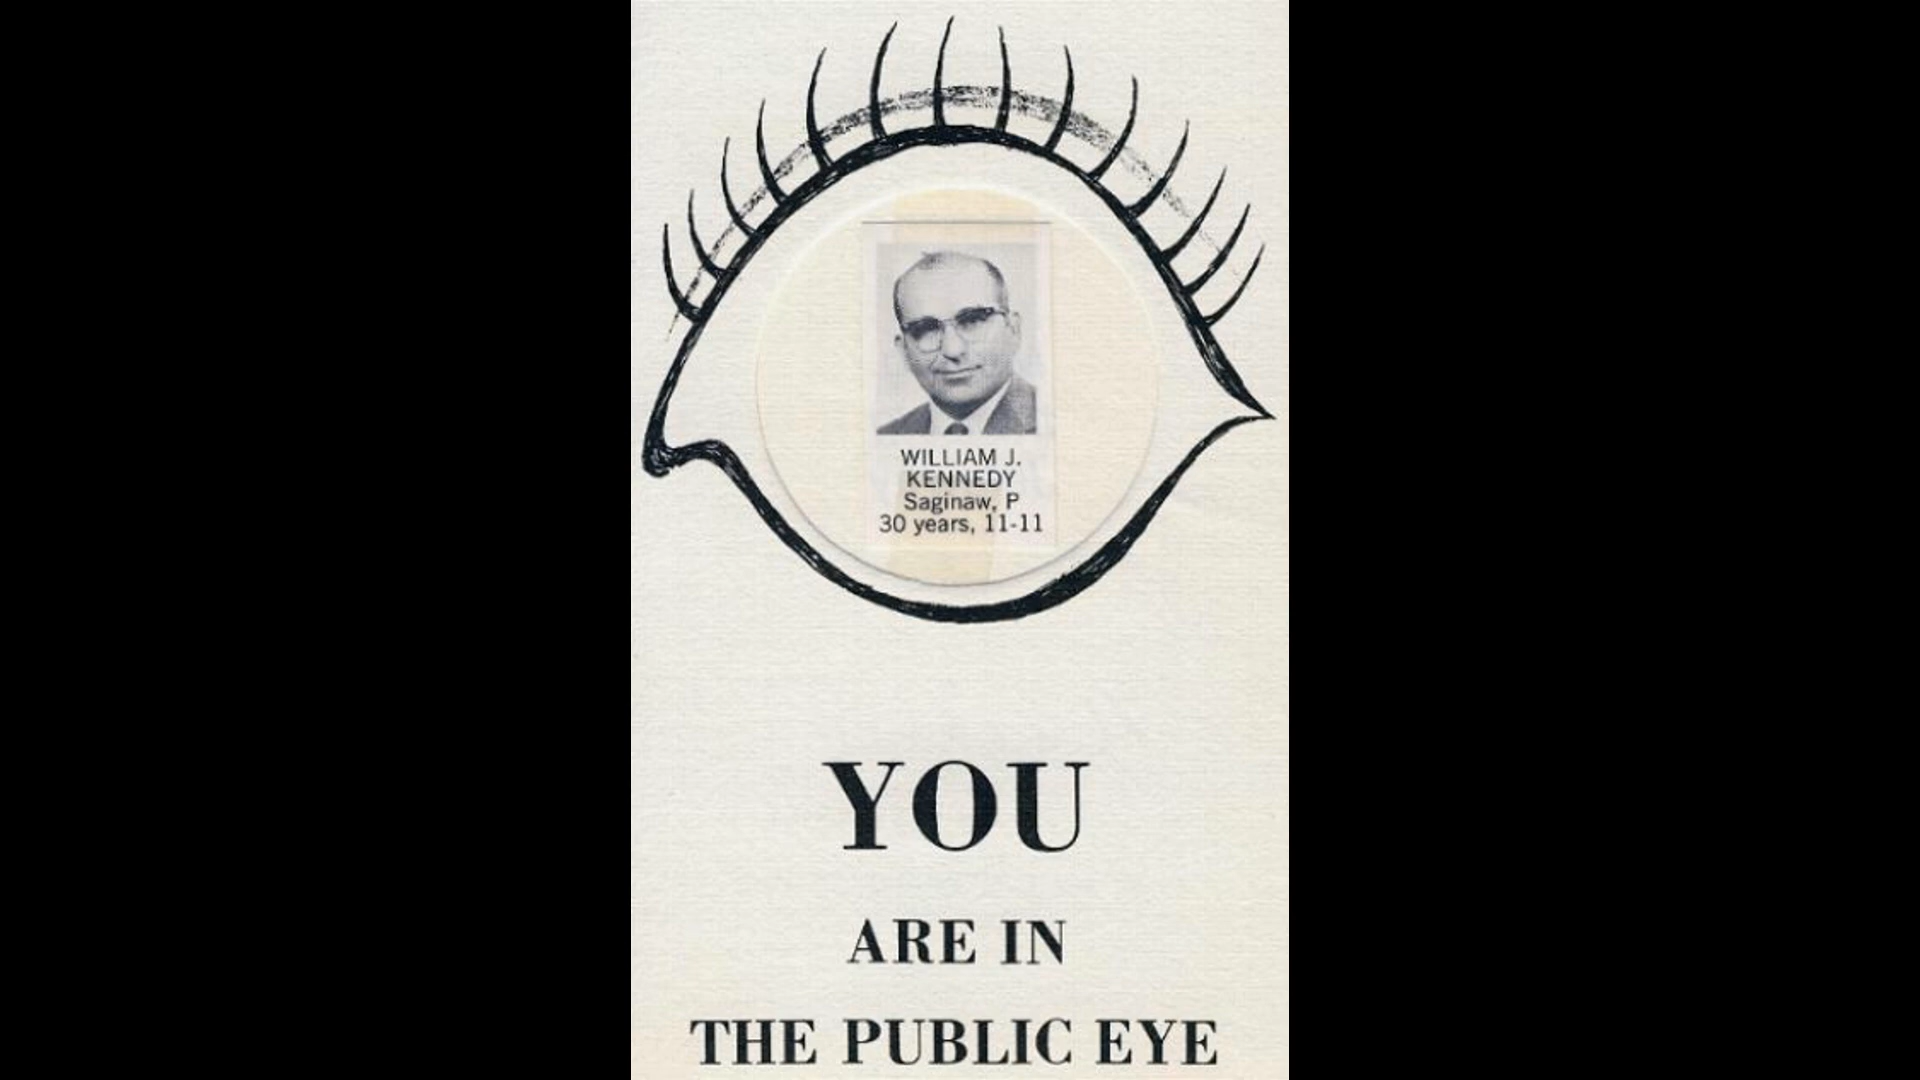 WILLIAM J.
KENNEDY
Saginaw, P
30 years, 11-11
YOU
ARE IN
THE PUBLIC EYE